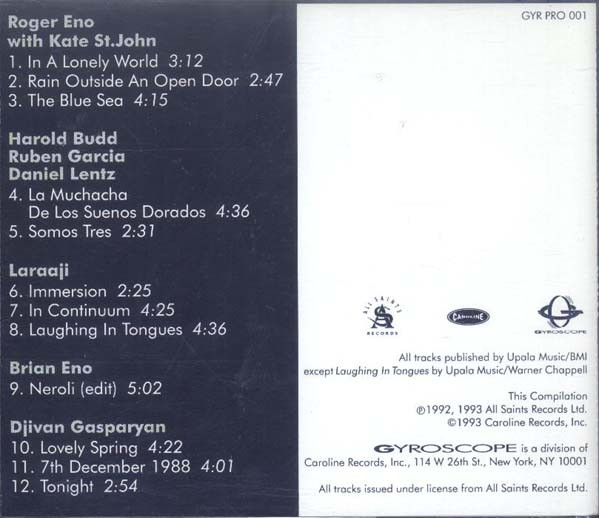 Roger Eno
with Kate St.John
1. In A Lonely World 3:12
2. Rain Outside An Open Door 2:47
3. The Blue Sea 4:15
Harold Budd
Ruben Garcia
Daniel Lentz
4. La Muchacha
De Los Suenos Dorados 4:36
5. Somos Tres 2:31
Laraaji
6. Immersion 2:25
7. In Continuum 4:25
8. Laughing In Tongues 4:36
Brian Eno
9. Neroli (edit) 5:02
Djivan Gasparyan
10. Lovely Spring 4:22
11. 7th December 1988 4:01
12. Tonight 2:54
GYR PRO 001
ALL SAINTS
RECORDS
CAROLINE
GYROSCOPE
All tracks published by Upala Music/BMI
except Laughing In Tongues by Upala Music/Warner Chappell
This Compilation
℗1992, 1993 All Saints Records Ltd.
©1993 Caroline Records, Inc.
GYROSCOPE is a division of
Caroline Records, Inc., 114 W 26th St., New York, NY 10001
All tracks issued under license from All Saints Records Ltd.